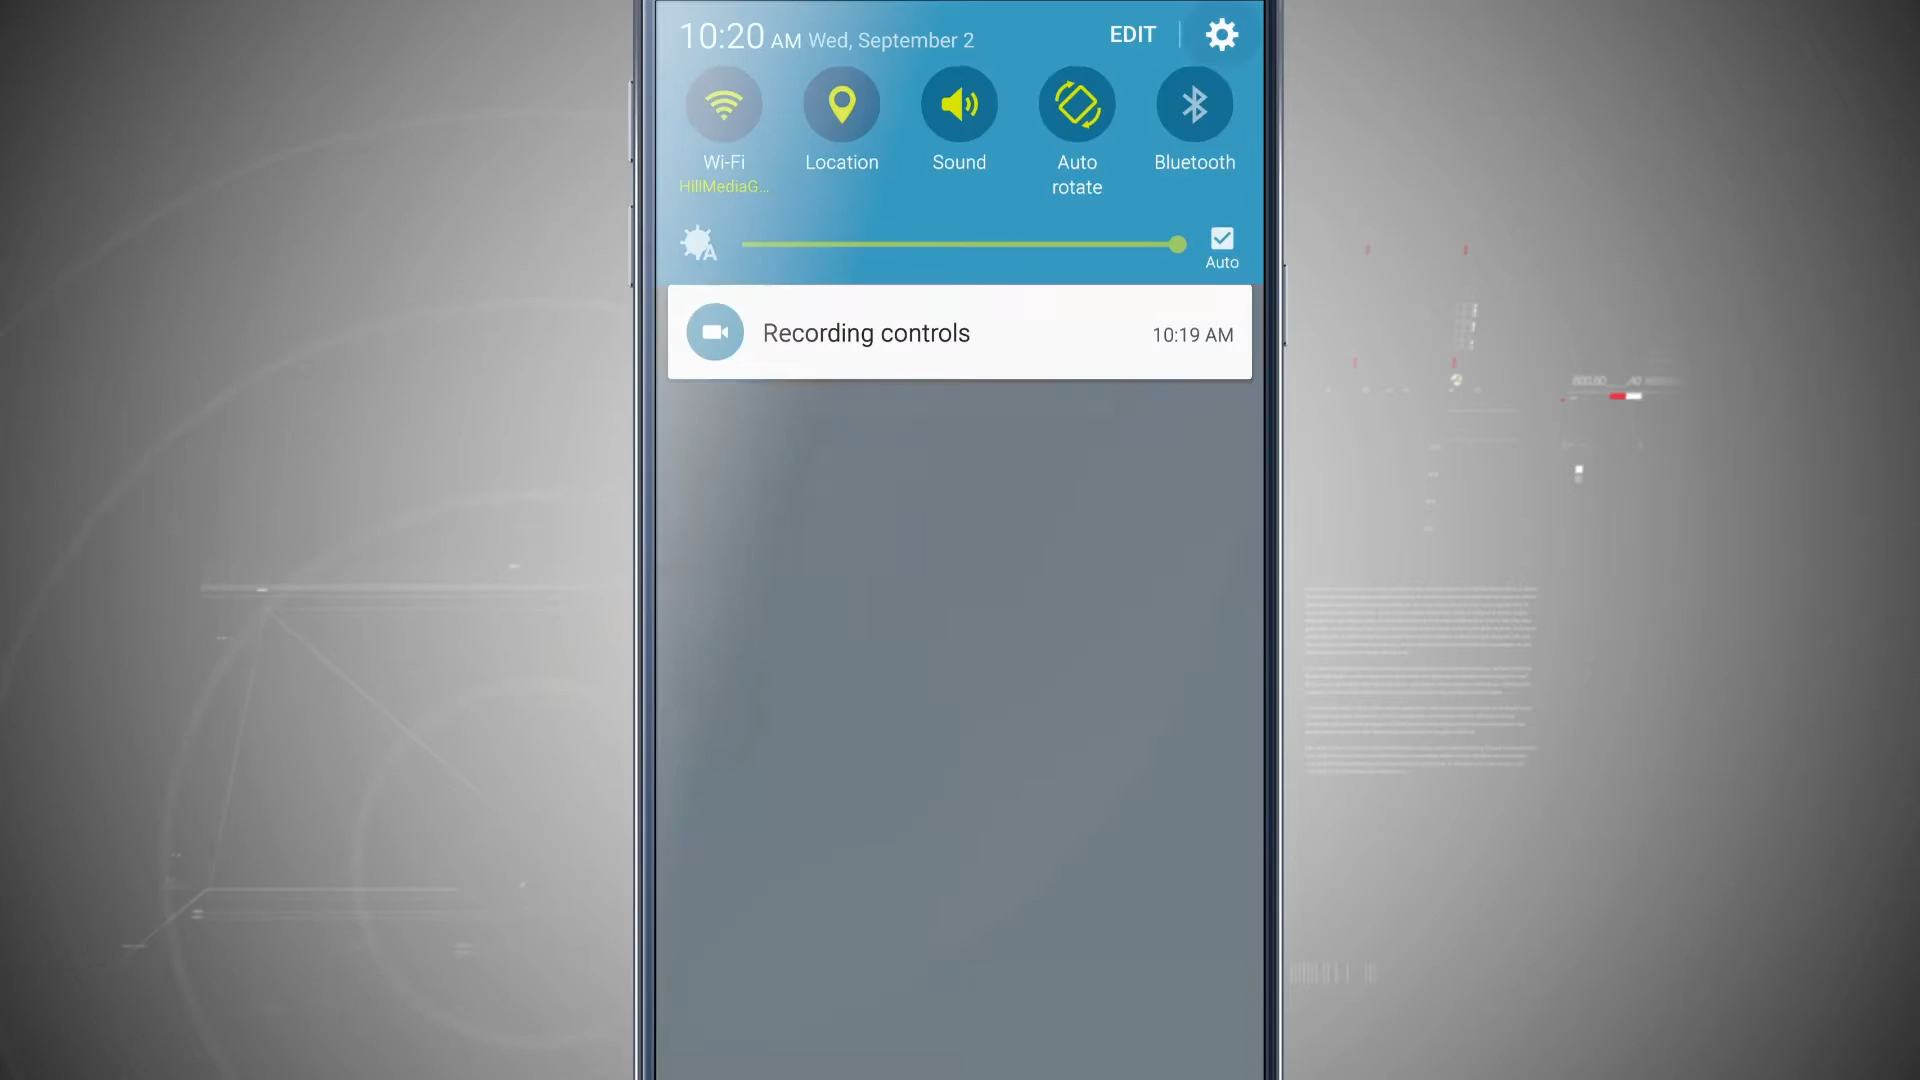 10:20 AM Wed, September 2 EDIT
Wi-Fi Location Sound Auto rotate Bluetooth
HillMediaG...
Auto
Recording controls 10:19 AM